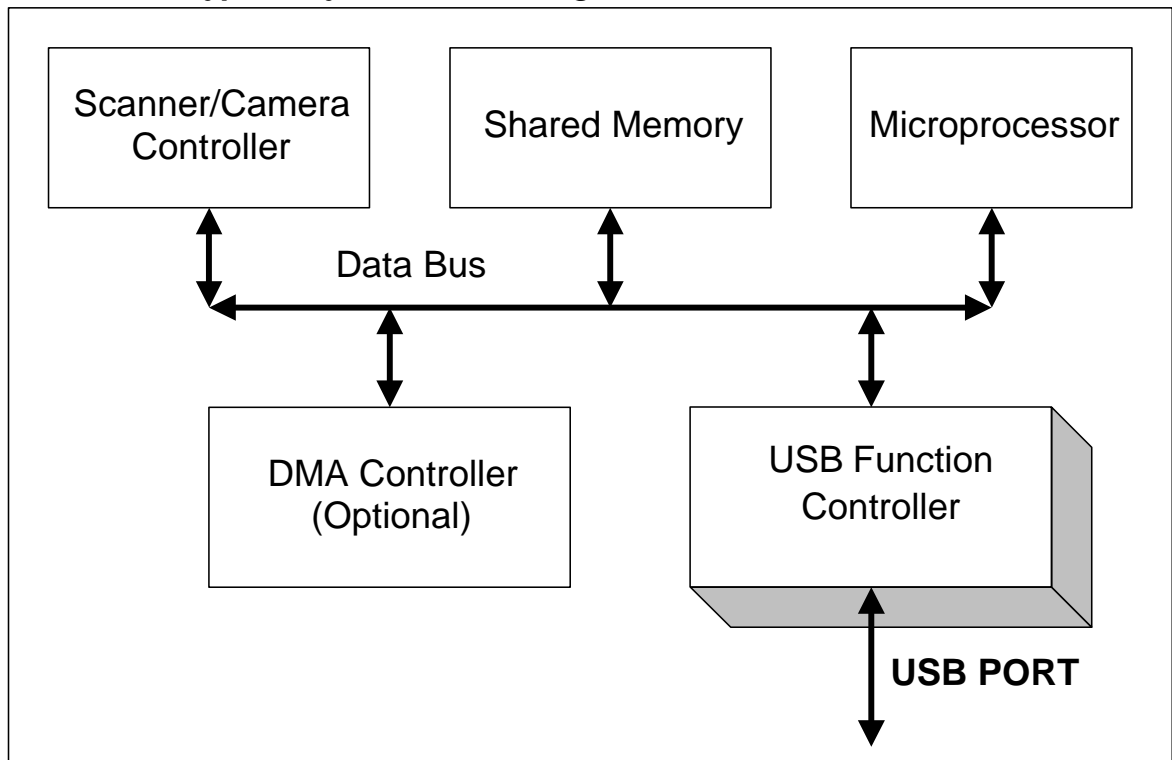 Scanner/Camera
Controller
Shared Memory
Microprocessor
Data Bus
DMA Controller
(Optional)
USB Function
Controller
USB PORT